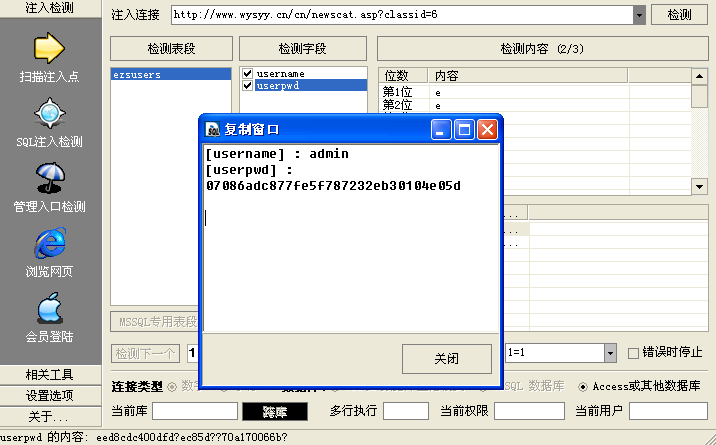 注入检测
注入连接
http://www.wysyy.cn/cn/newscat.asp?classid=6
检测
检测表段
检测字段
检测内容 (2/3)
扫描注入点
SQL注入检测
管理入口检测
浏览网页
会员登陆
相关工具
设置选项
关于...
ezsusers
username
userpwd
位数 内容
第1位 e
第2位 e
复制窗口
[username] : admin
[userpwd] :
07086adc877fe5f787232eb30104e05d
关闭
MSSQL专用表段
检测下一个
1
1=1
错误时停止
连接类型
SQL 数据库
Access或其他数据库
当前库
跨库
多行执行
当前权限
当前用户
userpwd 的内容: eed8cdc400dfd?ec85d??70a170066b?